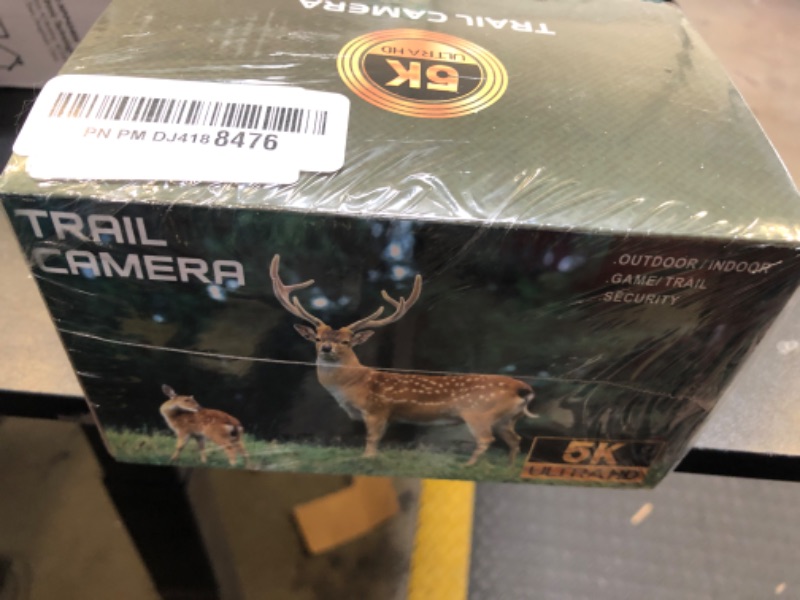 TRAIL CAMERA
5K
ULTRA HD
PN PM DJ418 8476
TRAIL
CAMERA
.OUTDOOR/INDOOR
.GAME/TRAIL
.SECURITY
5K
ULTRA HD